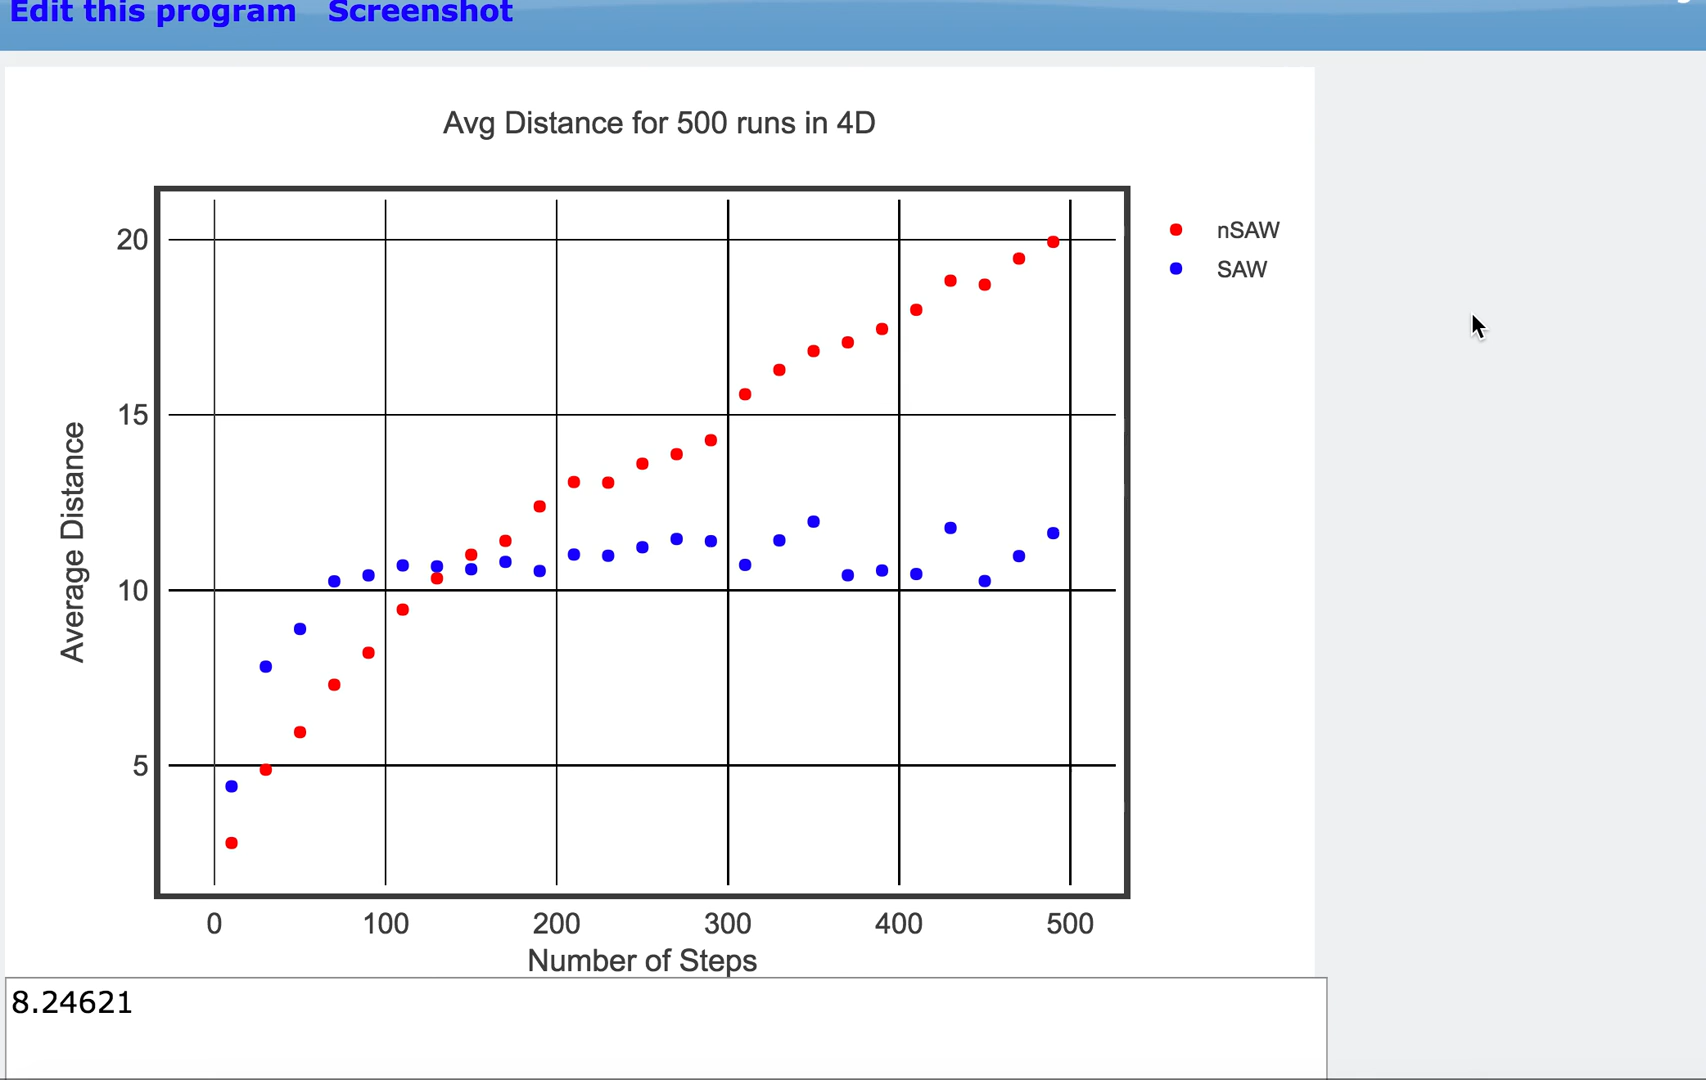 Edit this program Screenshot
Avg Distance for 500 runs in 4D
nSAW
SAW
20
15
10
5
Average Distance
0 100 200 300 400 500
Number of Steps
8.24621